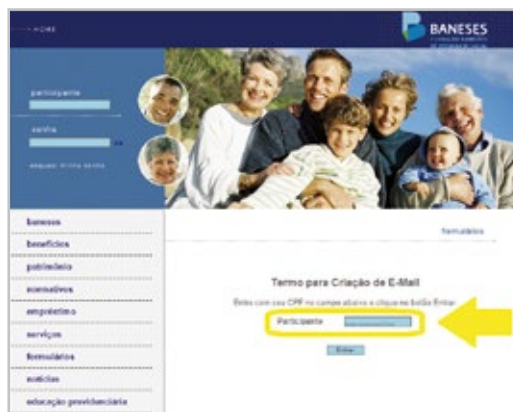 HOME
BANESES
participante
senha
esqueci minha senha
baneses
benefícios
patrimônio
normativos
empréstimo
serviços
formulários
notícias
educação previdenciária
formulários
Termo para Criação de E-Mail
Entre com seu CPF no campo abaixo e clique no botão Entrar
Participante
Entrar